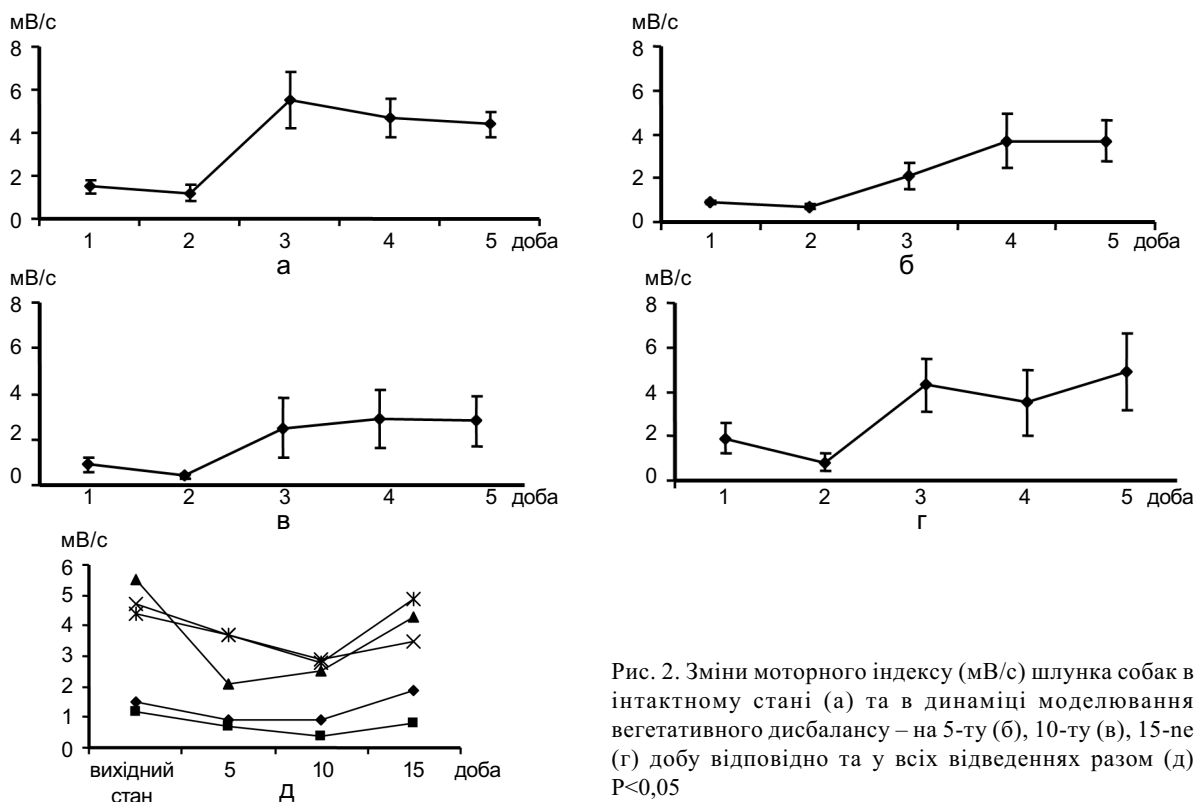 мВ/с
8
6
4
2
0
1 2 3 4 5 доба
а
мВ/с
8
6
4
2
0
1 2 3 4 5 доба
б
мВ/с
8
6
4
2
0
1 2 3 4 5 доба
в
мВ/с
8
6
4
2
0
1 2 3 4 5 доба
г
мВ/с
6
5
4
3
2
1
0
вихідний 5 10 15 доба
стан
Д
Рис. 2. Зміни моторного індексу (мВ/с) шлунка собак в
інтактному стані (а) та в динаміці моделювання
вегетативного дисбалансу – на 5-ту (б), 10-ту (в), 15-ne
(г) добу відповідно та у всіх відведеннях разом (д)
P<0,05